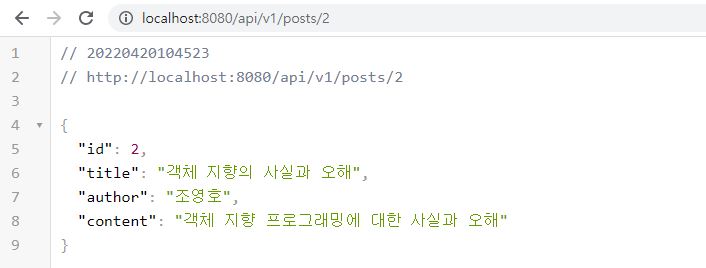 localhost:8080/api/v1/posts/2
1 // 20220420104523
2 // http://localhost:8080/api/v1/posts/2
3
4 {
5 "id": 2,
6 "title": "객체 지향의 사실과 오해",
7 "author": "조영호",
8 "content": "객체 지향 프로그래밍에 대한 사실과 오해"
9 }